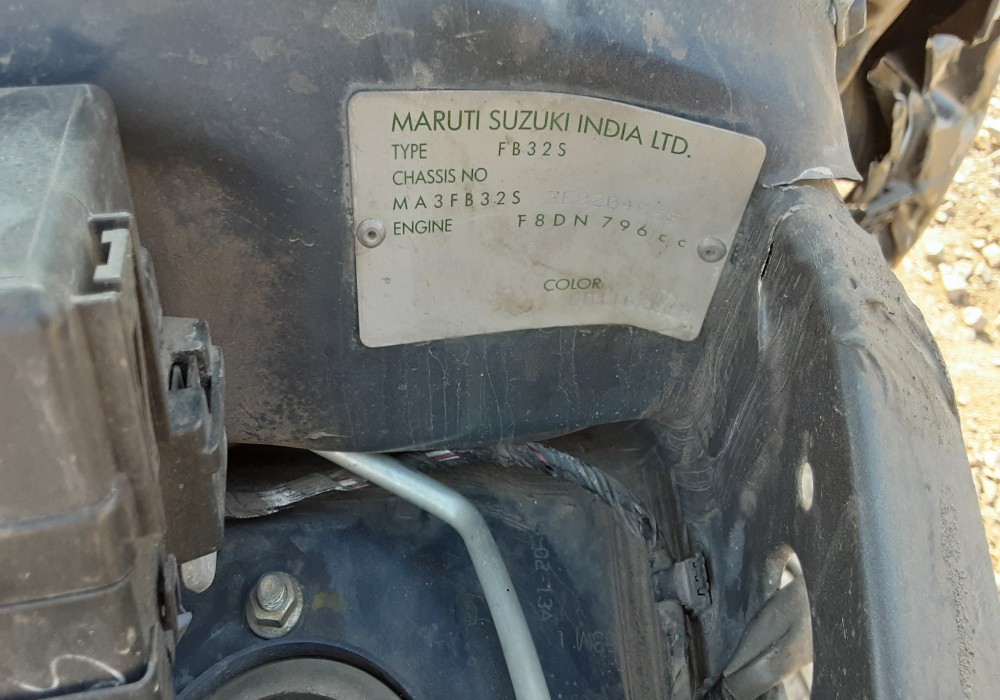 MARUTI SUZUKI INDIA LTD.
TYPE FB32S
CHASSIS NO
MA3FB32S
ENGINE F8DN 796cc
COLOR